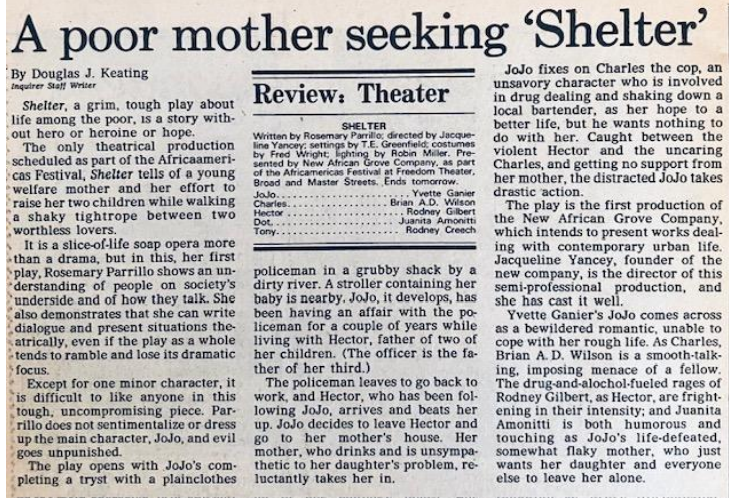 A poor mother seeking 'Shelter'
By Douglas J. Keating
Inquirer Staff Writer
Shelter, a grim, tough play about
life among the poor, is a story with-
out hero or heroine or hope.
The only theatrical production
scheduled as part of the Africaameri-
cas Festival, Shelter tells of a young
welfare mother and her effort to
raise her two children while walking
a shaky tightrope between two
worthless lovers.
It is a slice-of-life soap opera more
than a drama, but in this, her first
play, Rosemary Parrillo shows an un-
derstanding of people on society's
underside and of how they talk. She
also demonstrates that she can write
dialogue and present situations the-
atrically, even if the play as a whole
tends to ramble and lose its dramatic
focus.
Except for one minor character, it
is difficult to like anyone in this
tough, uncompromising piece. Par-
rillo does not sentimentalize or dress
up the main character, JoJo, and evil
goes unpunished.
The play opens with JoJo's com-
pleting a tryst with a plainclothes
Review: Theater
SHELTER
Written by Rosemary Parrillo; directed by Jacque-
line Yancey; settings by T.E. Greenfield; costumes
by Fred Wright; lighting by Robin Miller. Pre-
sented by New African Grove Company, as part
of the Africamericas Festival at Freedom Theater,
Broad and Master Streets. Ends tomorrow.
JoJo........................Yvette Ganier
Charles....................Brian A.D. Wilson
Hector......................Rodney Gilbert
Dot........................Juanita Amonitti
Tony.......................Rodney Creech
policeman in a grubby shack by a
dirty river. A stroller containing her
baby is nearby. JoJo, it develops, has
been having an affair with the po-
liceman for a couple of years while
living with Hector, father of two of
her children. (The officer is the fa-
ther of her third.)
The policeman leaves to go back to
work, and Hector, who has been fol-
lowing JoJo, arrives and beats her
up. JoJo decides to leave Hector and
go to her mother's house. Her
mother, who drinks and is unsympa-
thetic to her daughter's problem, re-
luctantly takes her in.
JoJo fixes on Charles the cop, an
unsavory character who is involved
in drug dealing and shaking down a
local bartender, as her hope to a
better life, but he wants nothing to
do with her. Caught between the
violent Hector and the uncaring
Charles, and getting no support from
her mother, the distracted JoJo takes
drastic action.
The play is the first production of
the New African Grove Company,
which intends to present works deal-
ing with contemporary urban life.
Jacqueline Yancey, founder of the
new company, is the director of this
semi-professional production, and
she has cast it well.
Yvette Ganier's JoJo comes across
as a bewildered romantic, unable to
cope with her rough life. As Charles,
Brian A.D. Wilson is a smooth-talk-
ing, imposing menace of a fellow.
The drug-and-alochol-fueled rages of
Rodney Gilbert, as Hector, are fright-
ening in their intensity; and Juanita
Amonitti is both humorous and
touching as JoJo's life-defeated,
somewhat flaky mother, who just
wants her daughter and everyone
else to leave her alone.